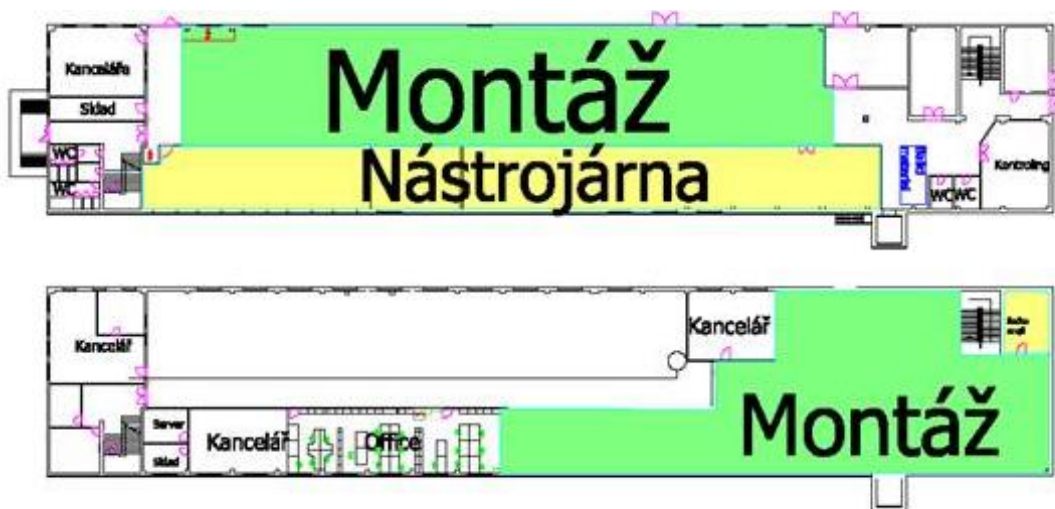 Montáž
Kanceláře
Sklad
WC
WC
Nástrojárna
Kontroling
WC
WC
Kancelář
Kancelář
Montáž
Server
Kancelář
Office
Sklad